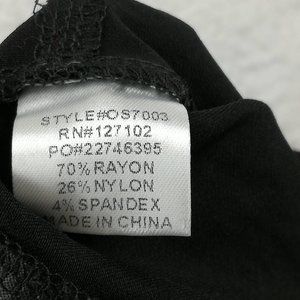 STYLE#OS7003
RN#127102
PO#22746395
70% RAYON
26% NYLON
4% SPANDEX
MADE IN CHINA